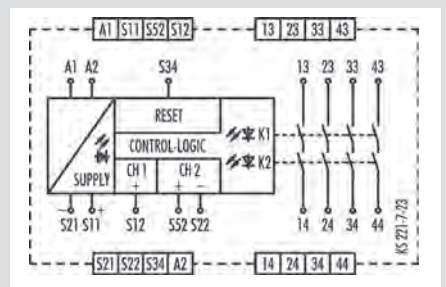 A1 S11 S52 S12 13 23 33 43
A1 A2 S34 13 23 33 43
RESET
CONTROL-LOGIC
K1
K2
SUPPLY
CH 1
+
CH 2
+ −
− +
S21 S11 S12 S52 S22 14 24 34 44
KS 221-7-23
S21 S22 S34 A2 14 24 34 44